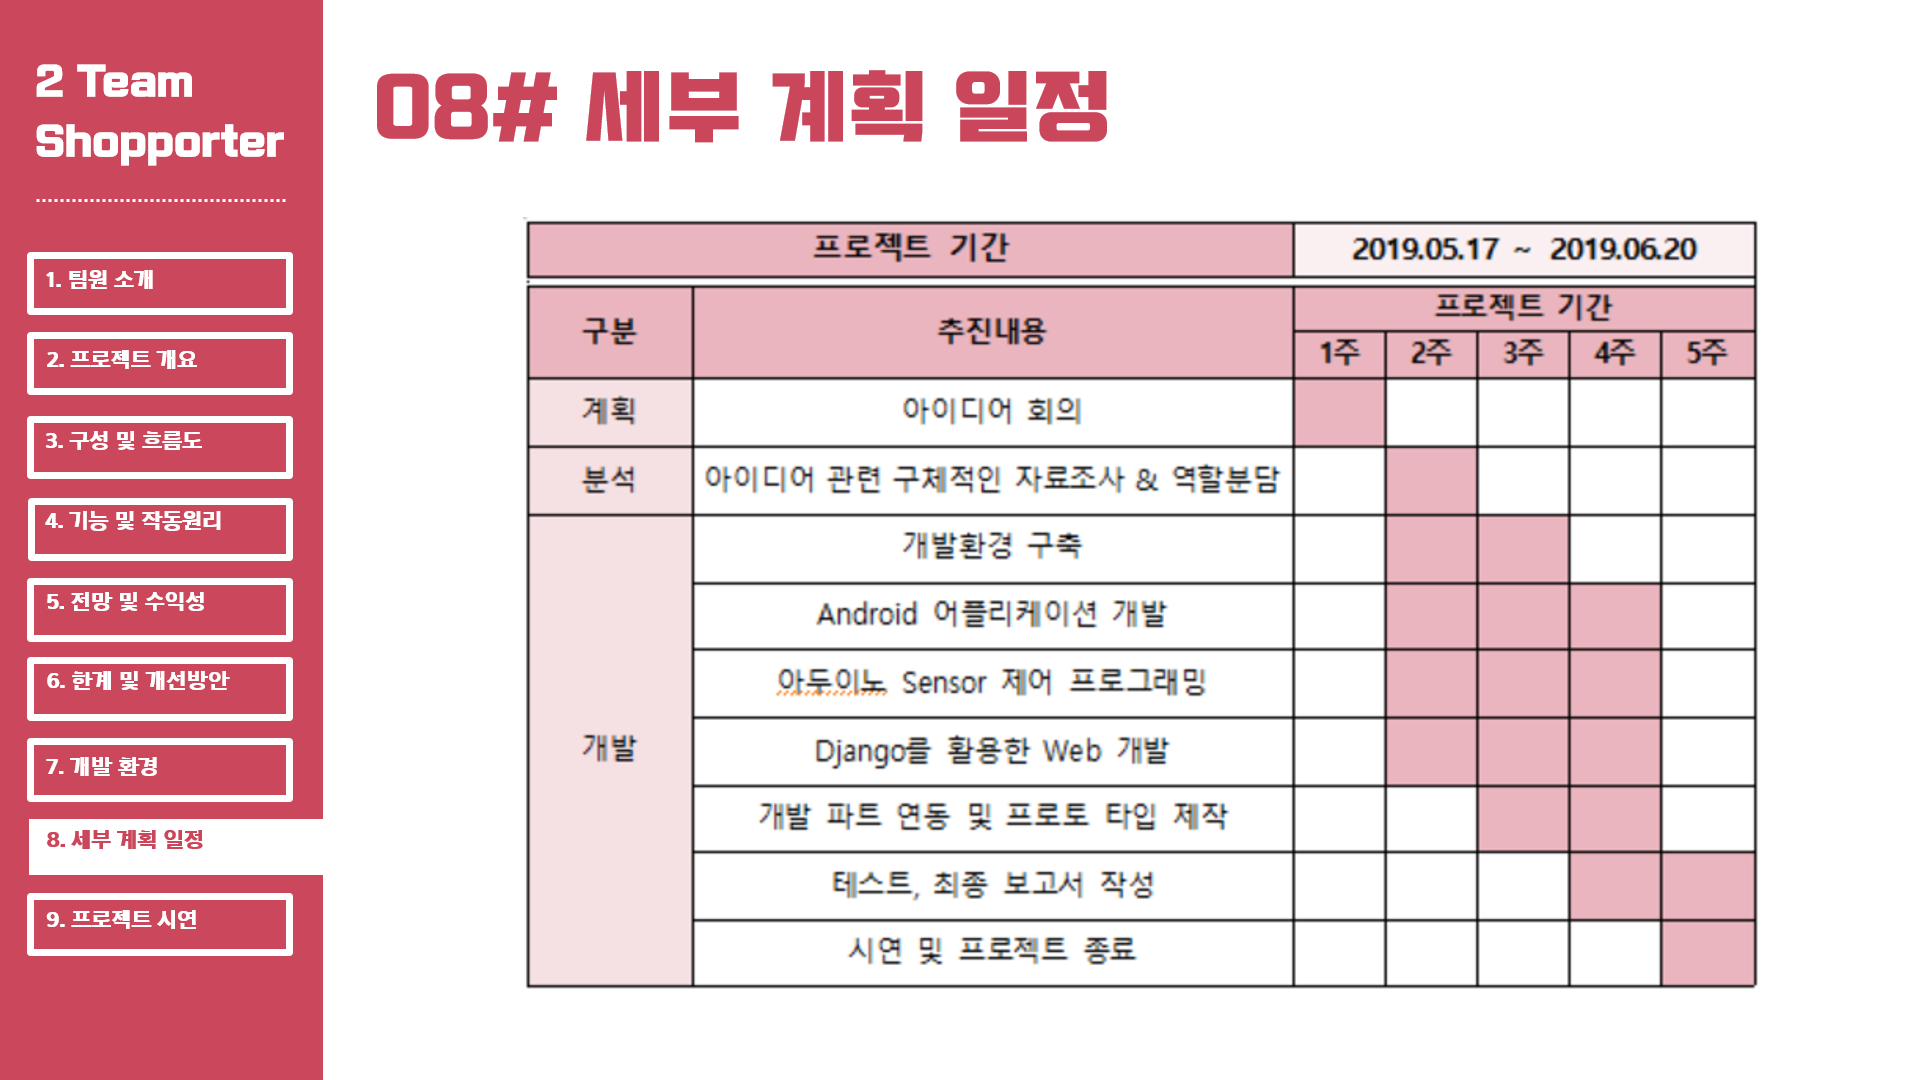 2 Team
Shopporter
1. 팀원 소개
2. 프로젝트 개요
3. 구성 및 흐름도
4. 기능 및 작동원리
5. 전망 및 수익성
6. 한계 및 개선방안
7. 개발 환경
8. 세부 계획 일정
9. 프로젝트 시연
08# 세부 계획 일정
프로젝트 기간 2019.05.17 ~ 2019.06.20
구분 추진내용 프로젝트 기간
1주 2주 3주 4주 5주
계획 아이디어 회의
분석 아이디어 관련 구체적인 자료조사 & 역할분담
개발 개발환경 구축
Android 어플리케이션 개발
아두이노 Sensor 제어 프로그래밍
Django를 활용한 Web 개발
개발 파트 연동 및 프로토 타입 제작
테스트, 최종 보고서 작성
시연 및 프로젝트 종료